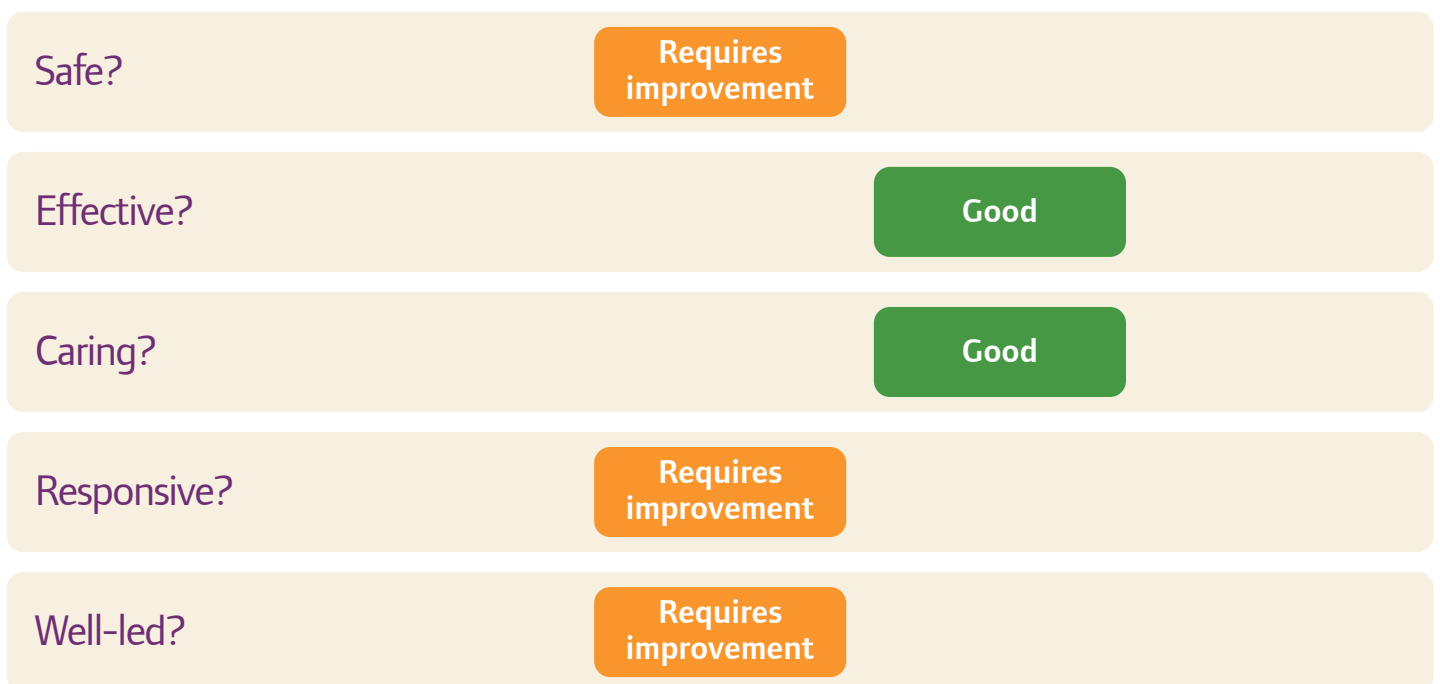 Safe?
Requires
improvement
Effective?
Good
Caring?
Good
Responsive?
Requires
improvement
Well-led?
Requires
improvement